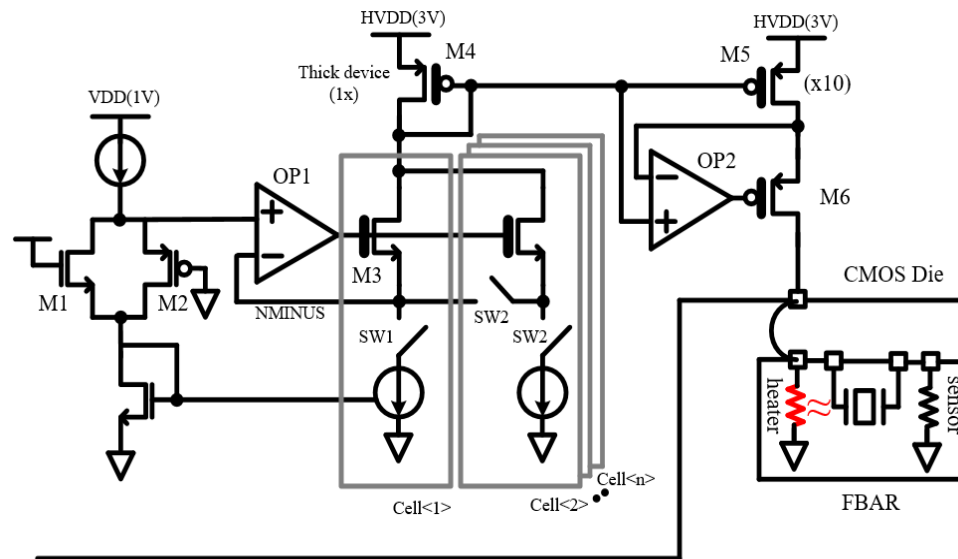 HVDD(3V)
HVDD(3V)
M4
M5
Thick device
(1x)
(x10)
VDD(1V)
OP1
OP2
+
−
−
+
M6
M1
M2
M3
NMINUS
SW1
SW2
SW2
CMOS Die
heater
sensor
Cell<1>
Cell<2>
Cell<n>
FBAR